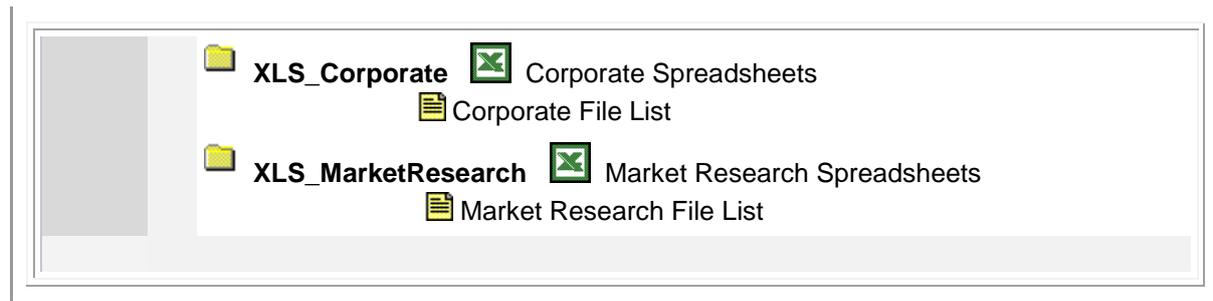 XLS_Corporate Corporate Spreadsheets
Corporate File List
XLS_MarketResearch Market Research Spreadsheets
Market Research File List